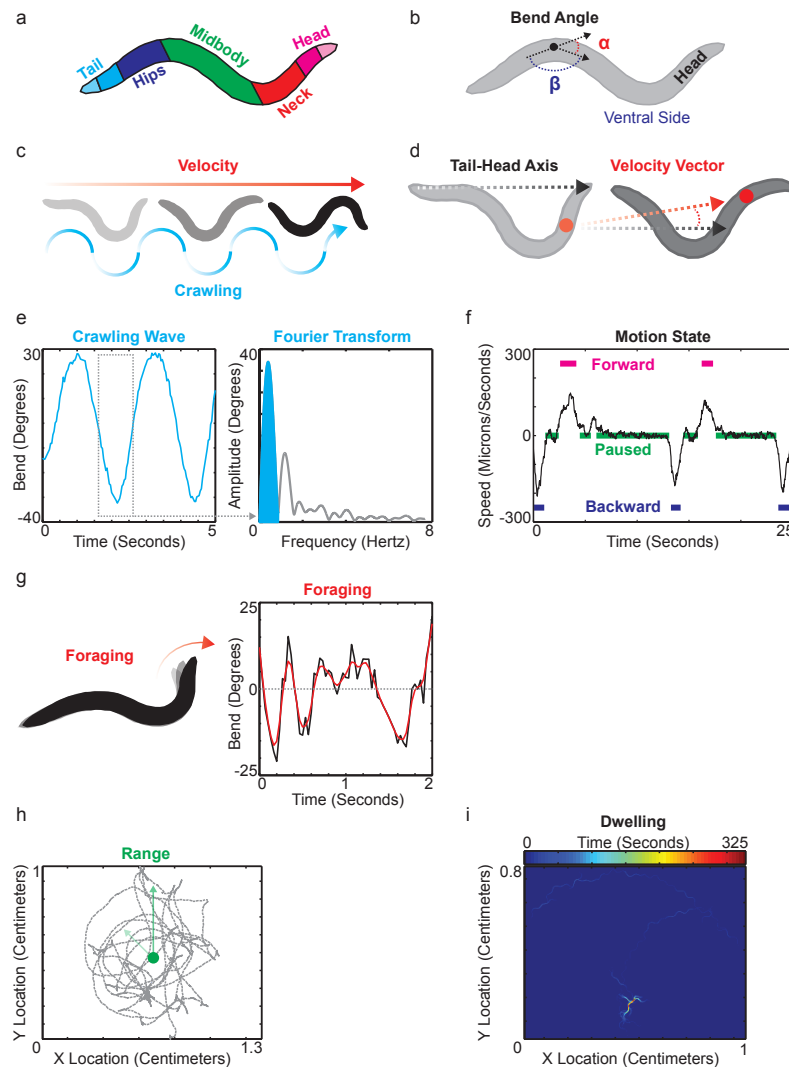 a
Tail
Hips
Midbody
Neck
Head
b
Bend Angle
α
β
Head
Ventral Side
c
Velocity
Crawling
d
Tail-Head Axis
Velocity Vector
e
Crawling Wave
30
Bend (Degrees)
-40
0
5
Time (Seconds)
Fourier Transform
40
Amplitude (Degrees)
0
8
Frequency (Hertz)
f
Motion State
300
Forward
0
Paused
Speed (Microns/Seconds)
Backward
-300
0
25
Time (Seconds)
g
Foraging
Foraging
25
0
Bend (Degrees)
-25
0
1
2
Time (Seconds)
h
Range
1
Y Location (Centimeters)
0
1.3
X Location (Centimeters)
i
Dwelling
0 Time (Seconds) 325
0.8
Y Location (Centimeters)
0
1
X Location (Centimeters)